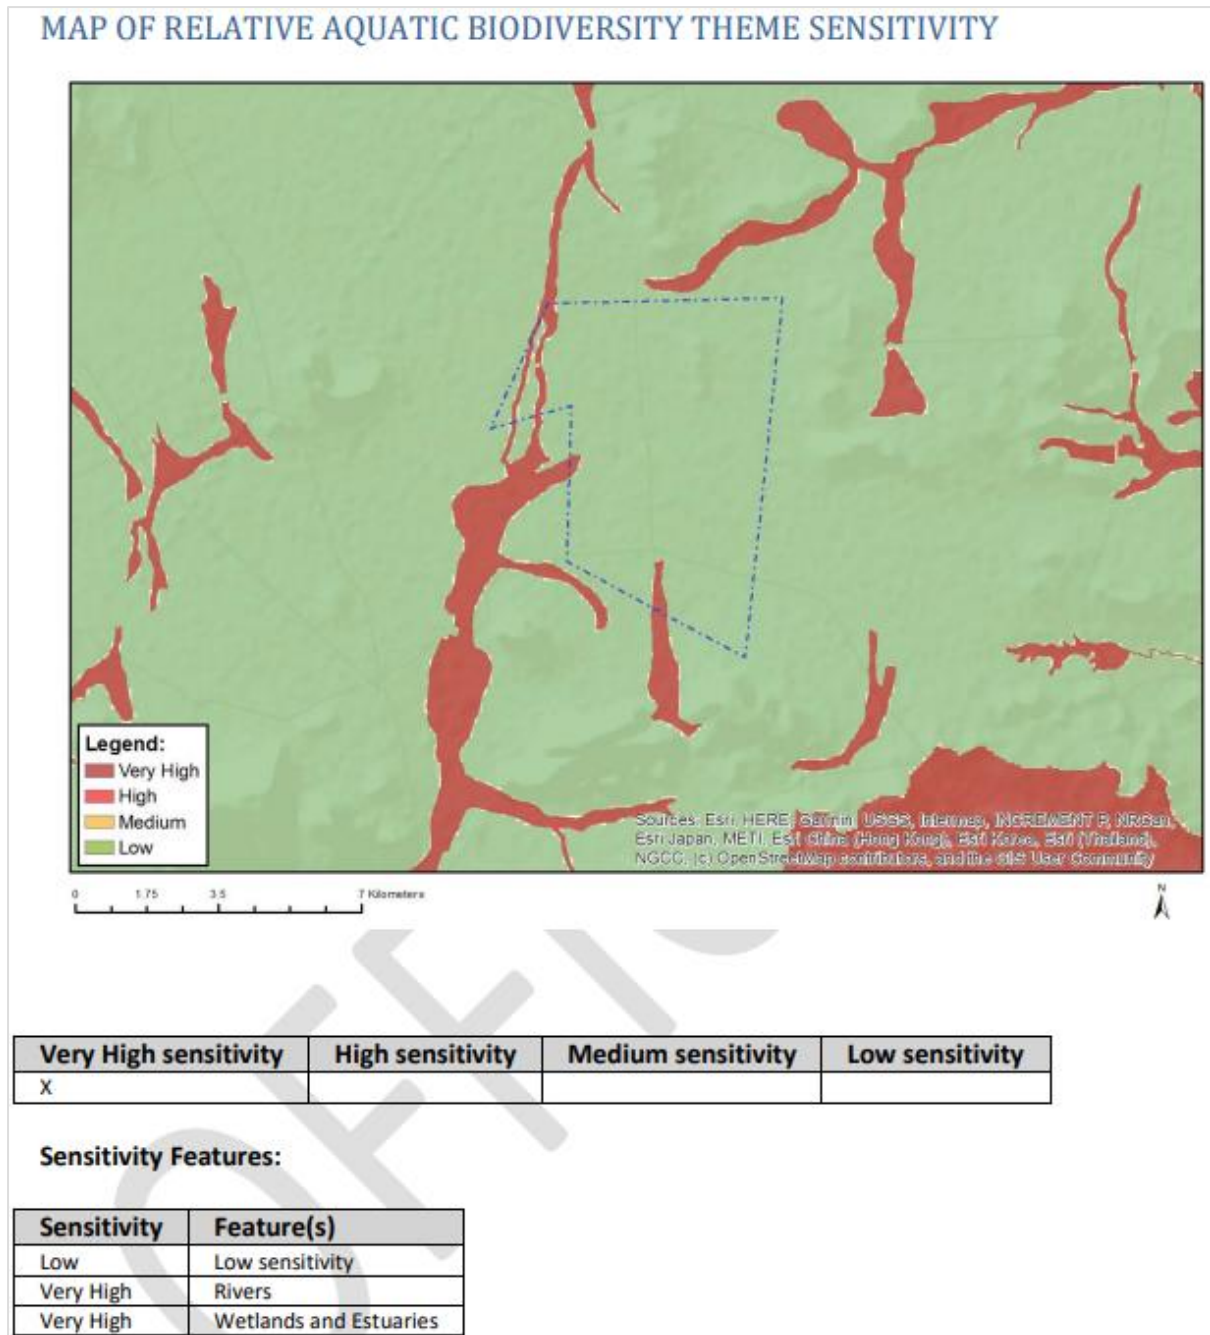 MAP OF RELATIVE AQUATIC BIODIVERSITY THEME SENSITIVITY
Legend:
Very High
High
Medium
Low
Sources: Esri, HERE, Garmin, USGS, Intermap, INCREMENT P, NRCan,
Esri Japan, METI, Esri China (Hong Kong), Esri Korea, Esri (Thailand),
NGCC, (c) OpenStreetMap contributors, and the GIS User Community
0 1.75 3.5 7 Kilometers
N
Very High sensitivity High sensitivity Medium sensitivity Low sensitivity
X
Sensitivity Features:
Sensitivity Feature(s)
Low Low sensitivity
Very High Rivers
Very High Wetlands and Estuaries